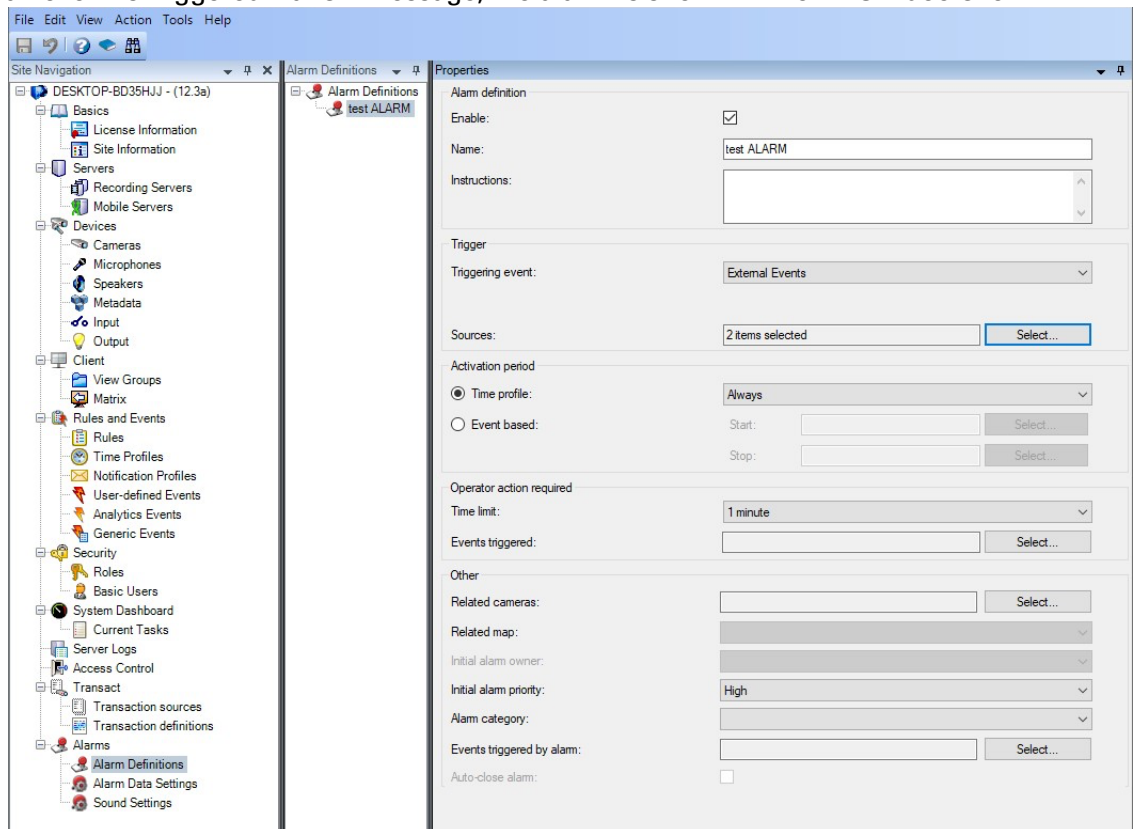 File Edit View Action Tools Help
Site Navigation
DESKTOP-BD35HJJ - (12.3a)
Basics
License Information
Site Information
Servers
Recording Servers
Mobile Servers
Devices
Cameras
Microphones
Speakers
Metadata
Input
Output
Client
View Groups
Matrix
Rules and Events
Rules
Time Profiles
Notification Profiles
User-defined Events
Analytics Events
Generic Events
Security
Roles
Basic Users
System Dashboard
Current Tasks
Server Logs
Access Control
Transact
Transaction sources
Transaction definitions
Alarms
Alarm Definitions
Alarm Data Settings
Sound Settings
Alarm Definitions
Alarm Definitions
test ALARM
Properties
Alarm definition
Enable:
Name: test ALARM
Instructions:
Trigger
Triggering event: External Events
Sources: 2 items selected Select...
Activation period
Time profile: Always
Event based: Start: Select...
Stop: Select...
Operator action required
Time limit: 1 minute
Events triggered: Select...
Other
Related cameras: Select...
Related map:
Initial alarm owner:
Initial alarm priority: High
Alarm category:
Events triggered by alarm: Select...
Auto-close alarm: